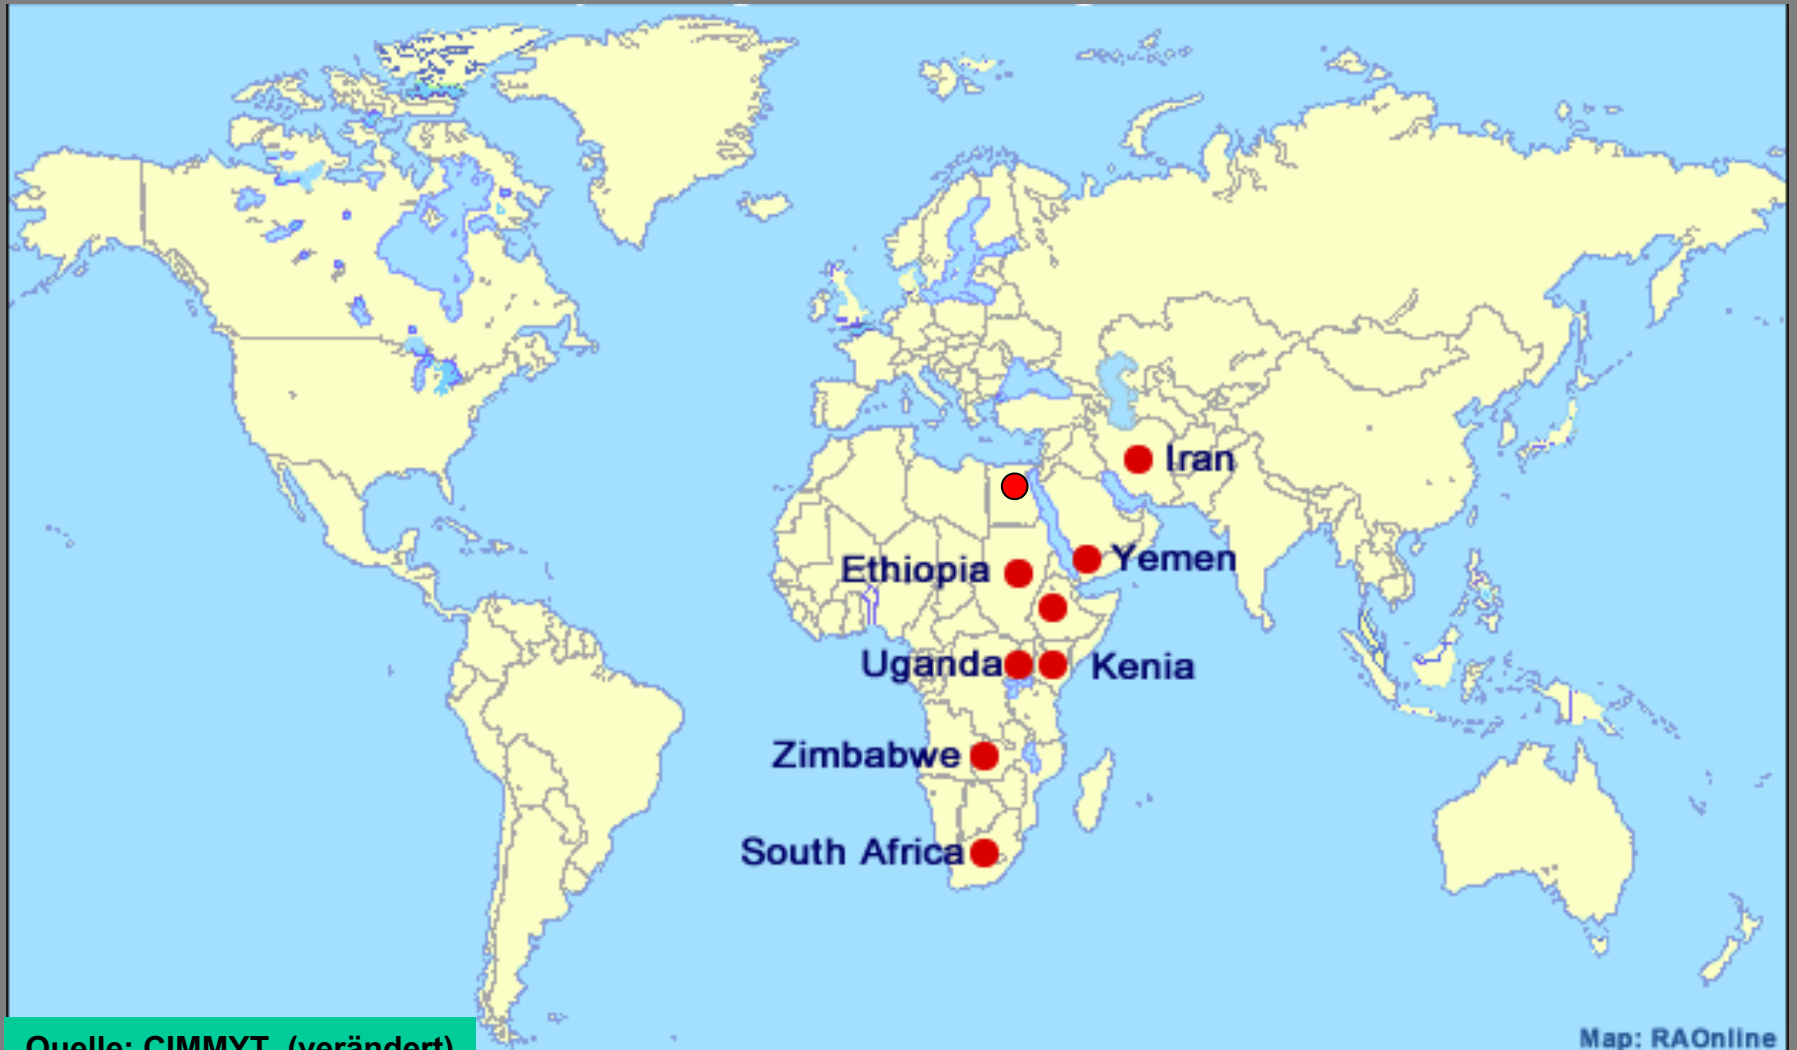 Iran
Yemen
Ethiopia
Uganda
Kenia
Zimbabwe
South Africa
Quelle: CIMMYT (verändert)
Map: RAOnline